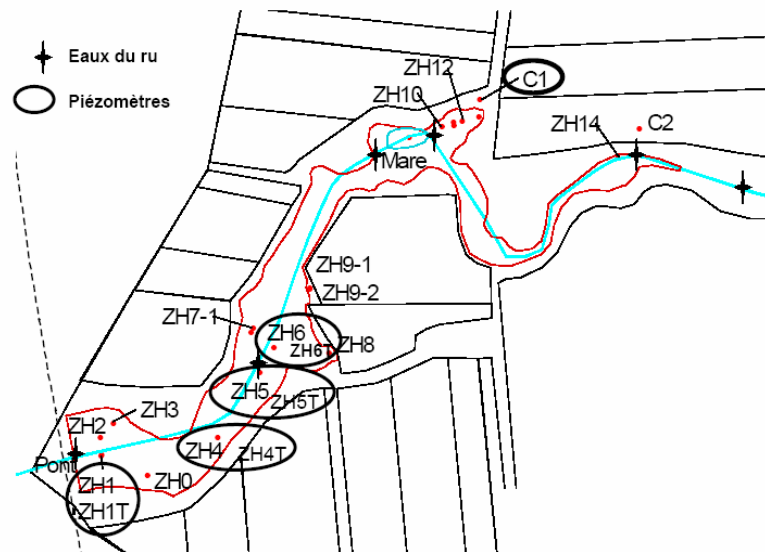 Eaux du ru
Piézomètres
ZH12
ZH10
C1
ZH14
C2
Mare
ZH9-1
ZH9-2
ZH7-1
ZH6
ZH6T
ZH8
ZH5
ZH5T
ZH3
ZH2
ZH4
ZH4T
Pont
ZH1
ZH0
ZH1T